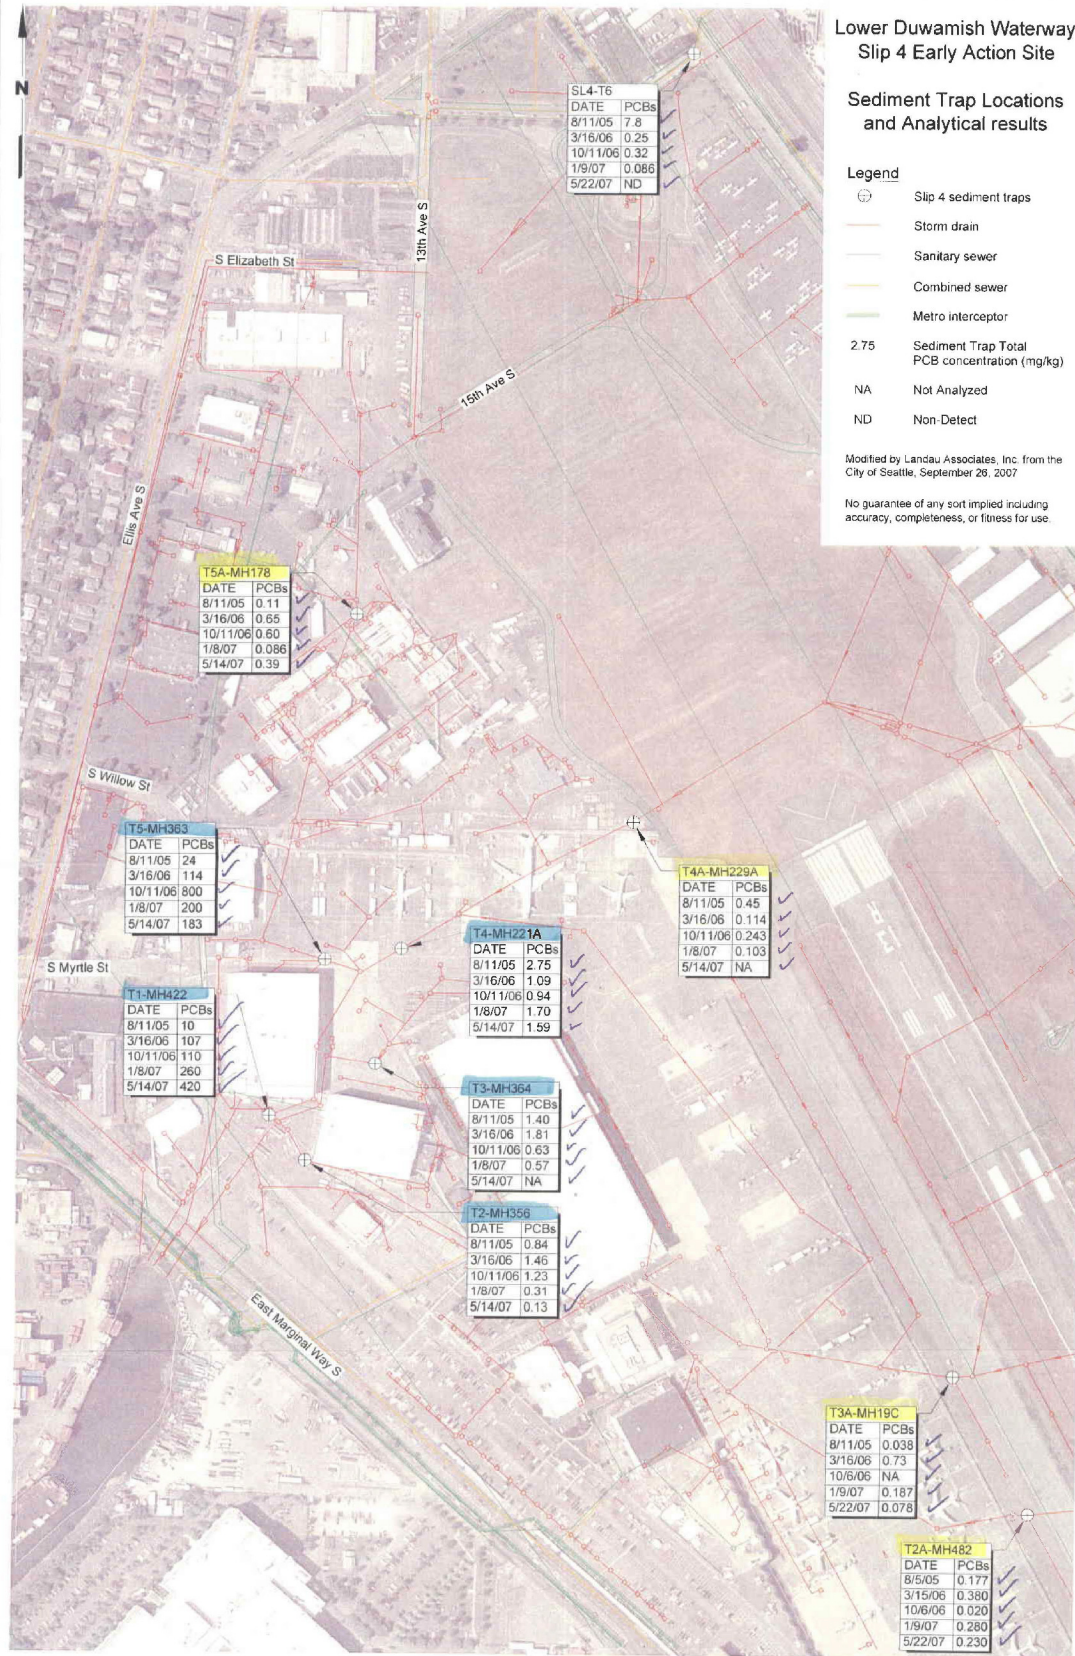 Lower Duwamish Waterway
Slip 4 Early Action Site
Sediment Trap Locations
and Analytical results
Legend
Slip 4 sediment traps
Storm drain
Sanitary sewer
Combined sewer
Metro interceptor
2.75 Sediment Trap Total
PCB concentration (mg/kg)
NA Not Analyzed
ND Non-Detect
Modified by Landau Associates, Inc. from the
City of Seattle, September 26, 2007
No guarantee of any sort implied including
accuracy, completeness, or fitness for use.
N
SL4-T6
DATE PCBs
8/11/05 7.8
3/16/06 0.25
10/11/06 0.32
1/9/07 0.086
5/22/07 ND
13th Ave S
S Elizabeth St
15th Ave S
Ellis Ave S
T5A-MH178
DATE PCBs
8/11/05 0.11
3/16/06 0.65
10/11/06 0.60
1/8/07 0.086
5/14/07 0.39
S Willow St
T5-MH363
DATE PCBs
8/11/05 24
3/16/06 114
10/11/06 800
1/8/07 200
5/14/07 183
T4A-MH229A
DATE PCBs
8/11/05 0.45
3/16/06 0.114
10/11/06 0.243
1/8/07 0.103
5/14/07 NA
T4-MH221A
DATE PCBs
8/11/05 2.75
3/16/06 1.09
10/11/06 0.94
1/8/07 1.70
5/14/07 1.59
S Myrtle St
T1-MH422
DATE PCBs
8/11/05 10
3/16/06 107
10/11/06 110
1/8/07 260
5/14/07 420
T3-MH364
DATE PCBs
8/11/05 1.40
3/16/06 1.81
10/11/06 0.63
1/8/07 0.57
5/14/07 NA
T2-MH356
DATE PCBs
8/11/05 0.84
3/16/06 1.46
10/11/06 1.23
1/8/07 0.31
5/14/07 0.13
East Marginal Way S
T3A-MH19C
DATE PCBs
8/11/05 0.038
3/16/06 0.73
10/6/06 NA
1/9/07 0.187
5/22/07 0.078
T2A-MH482
DATE PCBs
8/5/05 0.177
3/15/06 0.380
10/6/06 0.020
1/9/07 0.280
5/22/07 0.230